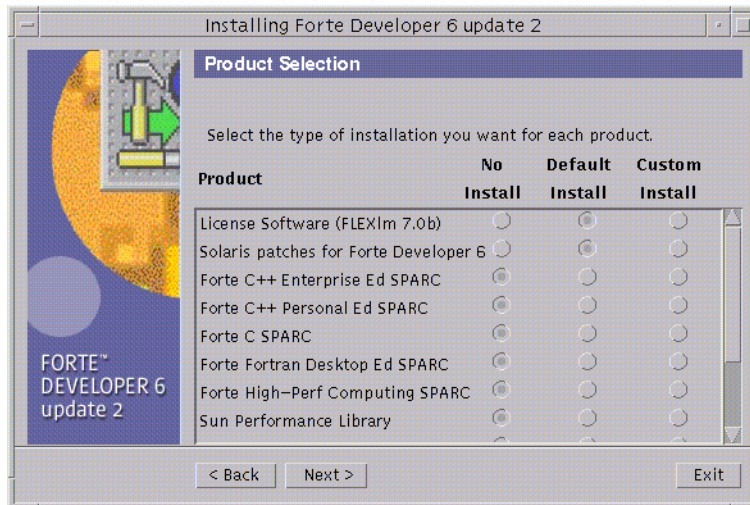 Installing Forte Developer 6 update 2
Product Selection
Select the type of installation you want for each product.
Product No Install Default Install Custom Install
License Software (FLEXlm 7.0b)
Solaris patches for Forte Developer 6
Forte C++ Enterprise Ed SPARC
Forte C++ Personal Ed SPARC
Forte C SPARC
Forte Fortran Desktop Ed SPARC
Forte High-Perf Computing SPARC
Sun Performance Library
FORTE™
DEVELOPER 6
update 2
< Back Next > Exit